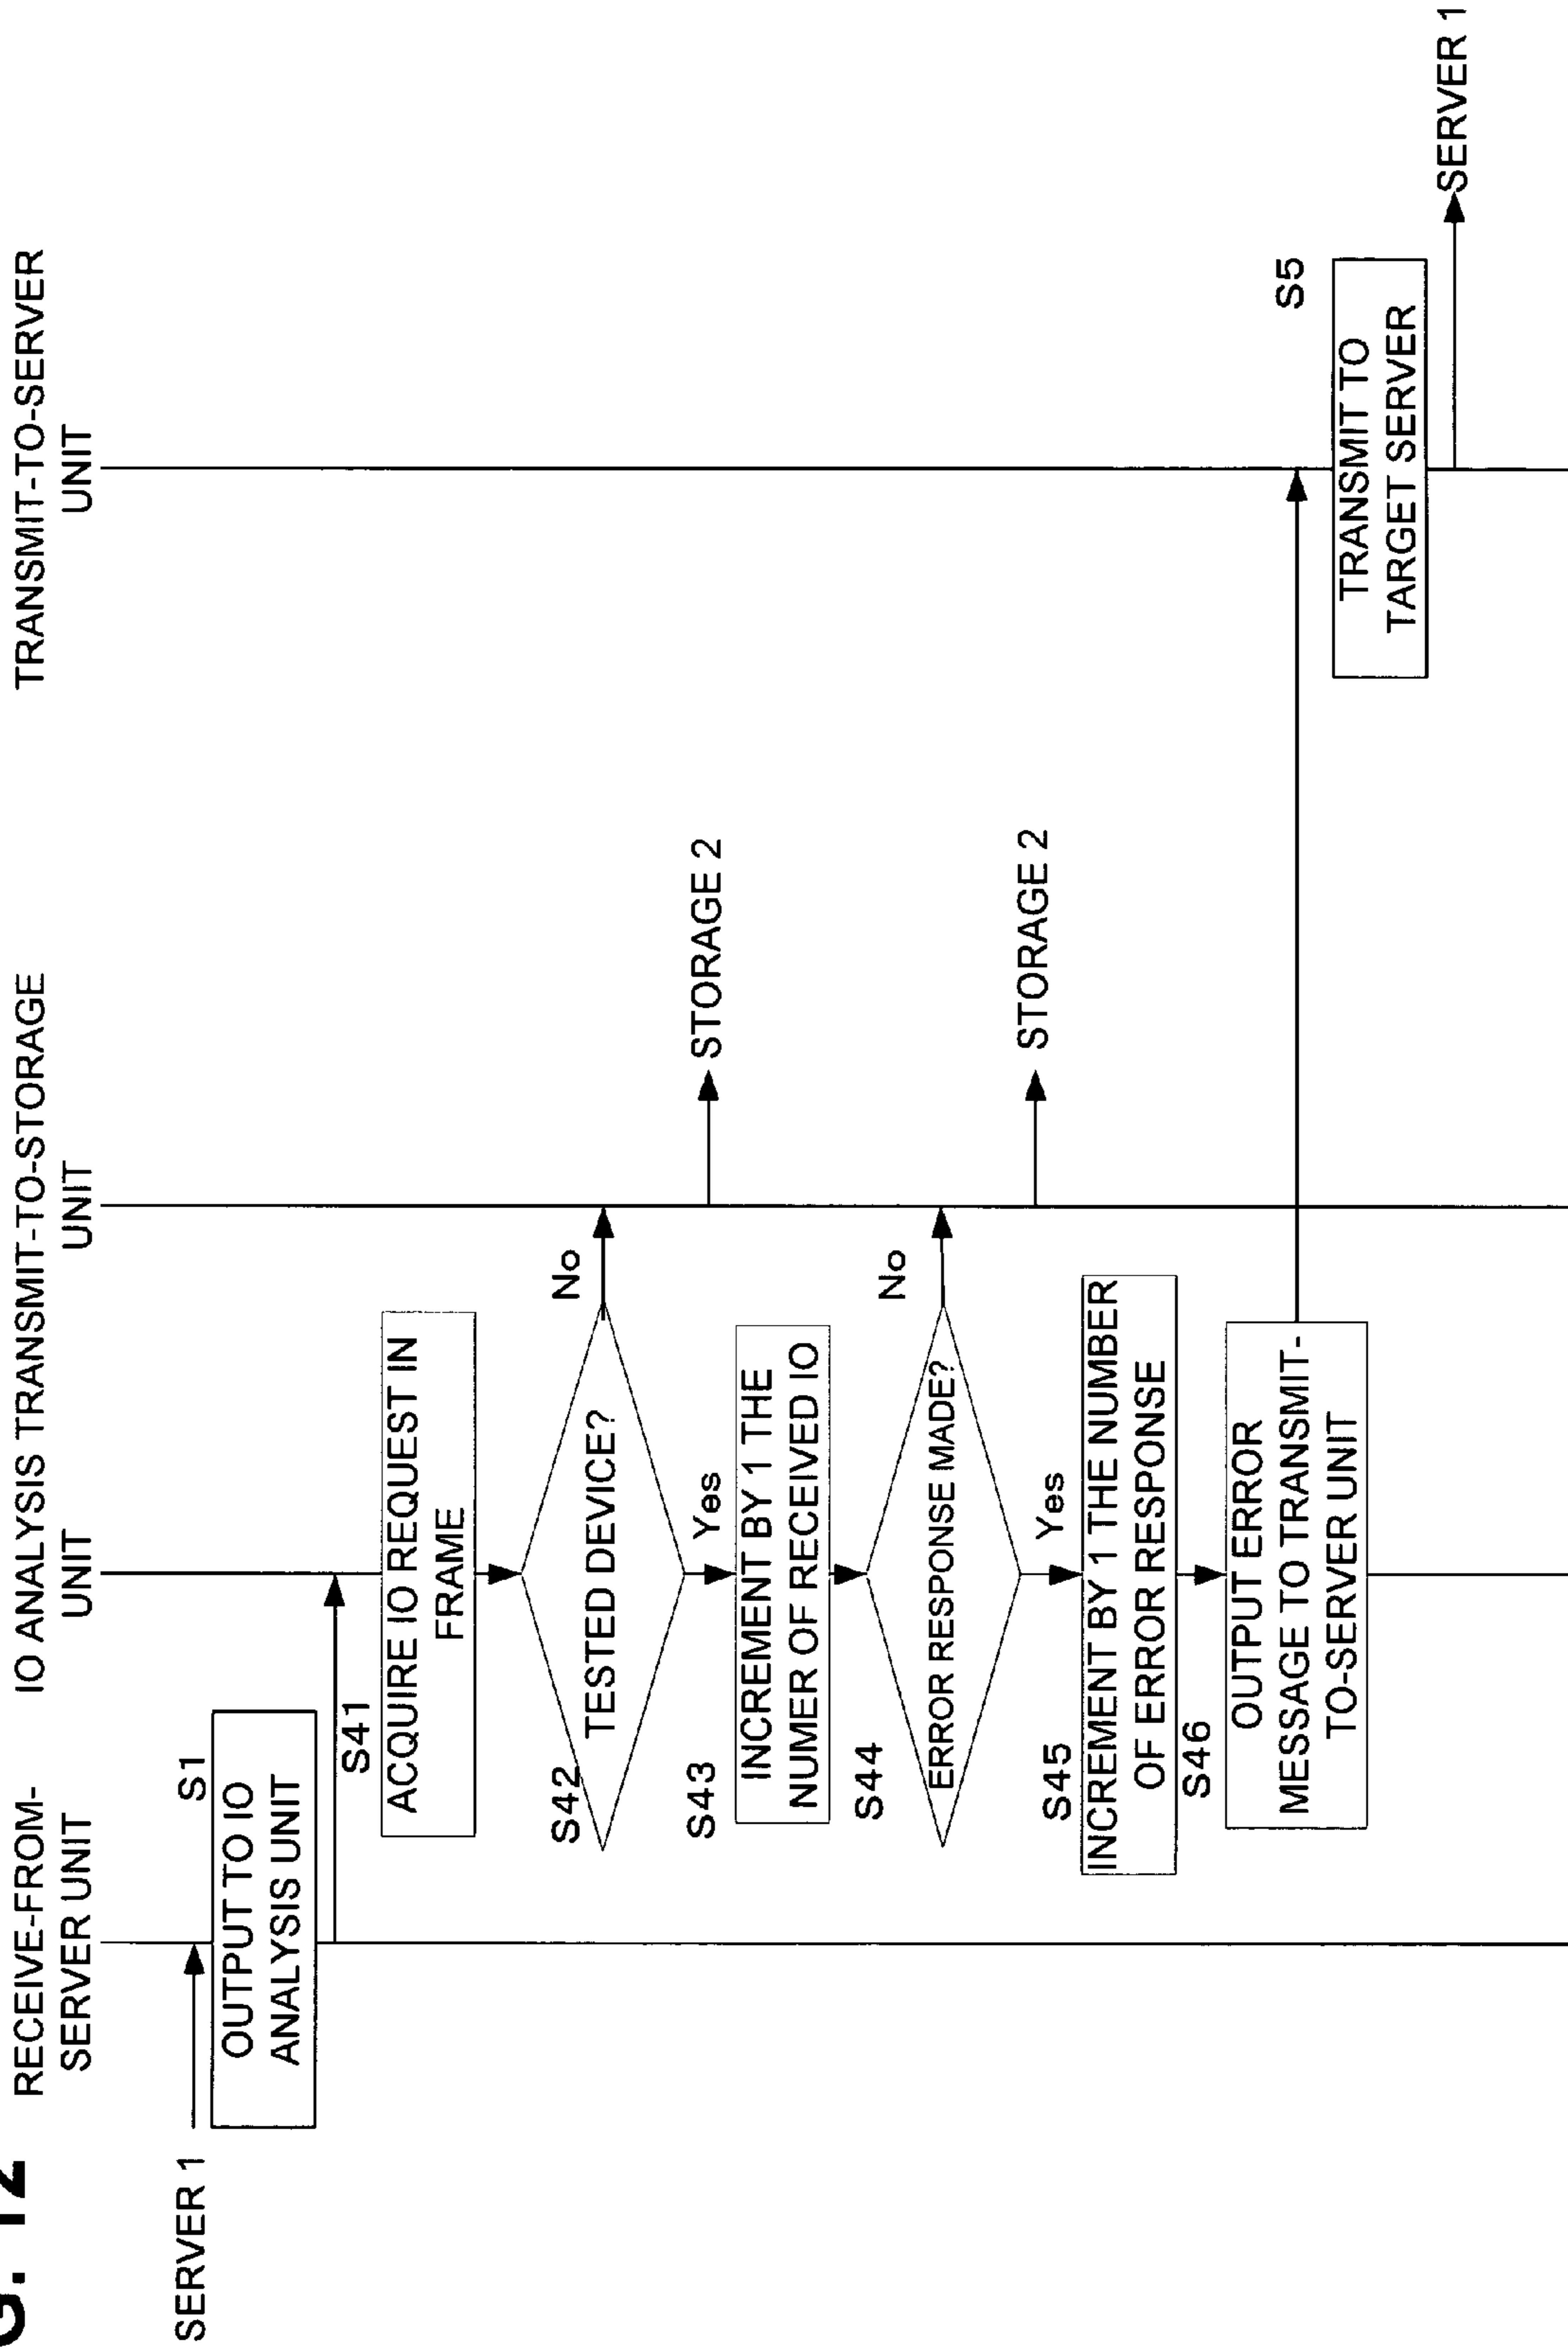 G. 12
RECEIVE-FROM-
SERVER UNIT
IO ANALYSIS
UNIT
TRANSMIT-TO-STORAGE
UNIT
TRANSMIT-TO-SERVER
UNIT
SERVER 1
S1
OUTPUT TO IO
ANALYSIS UNIT
S41
ACQUIRE IO REQUEST IN
FRAME
S42
TESTED DEVICE?
No
STORAGE 2
Yes
S43
INCREMENT BY 1 THE
NUMER OF RECEIVED IO
S44
ERROR RESPONSE MADE?
No
STORAGE 2
Yes
S45
INCREMENT BY 1 THE NUMBER
OF ERROR RESPONSE
S46
OUTPUT ERROR
MESSAGE TO TRANSMIT-
TO-SERVER UNIT
S5
TRANSMIT TO
TARGET SERVER
SERVER 1